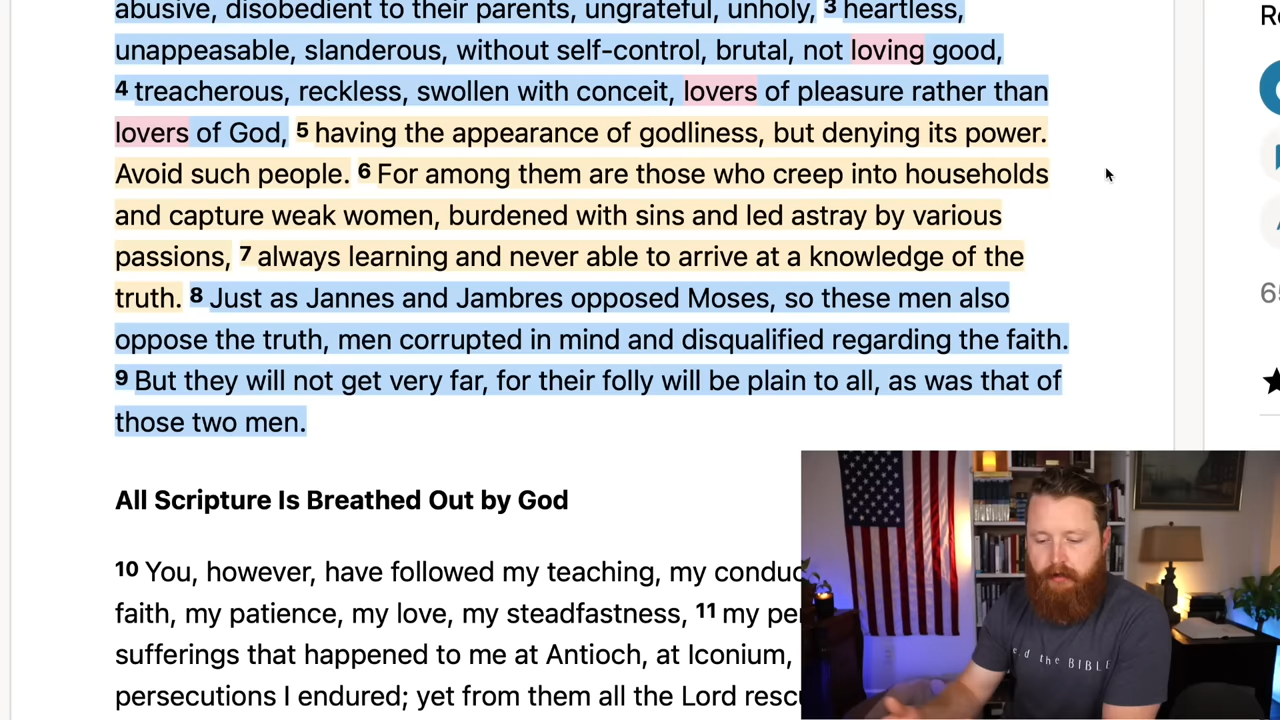 abusive, disobedient to their parents, ungrateful, unholy, 3 heartless,
unappeasable, slanderous, without self-control, brutal, not loving good,
4 treacherous, reckless, swollen with conceit, lovers of pleasure rather than
lovers of God, 5 having the appearance of godliness, but denying its power.
Avoid such people. 6 For among them are those who creep into households
and capture weak women, burdened with sins and led astray by various
passions, 7 always learning and never able to arrive at a knowledge of the
truth. 8 Just as Jannes and Jambres opposed Moses, so these men also
oppose the truth, men corrupted in mind and disqualified regarding the faith.
9 But they will not get very far, for their folly will be plain to all, as was that of
those two men.
All Scripture Is Breathed Out by God
10 You, however, have followed my teaching, my
faith, my patience, my love, my steadfastness, 11 my
sufferings that happened to me at Antioch, at Iconium,
persecutions I endured; yet from them all the Lord
the BIBLE